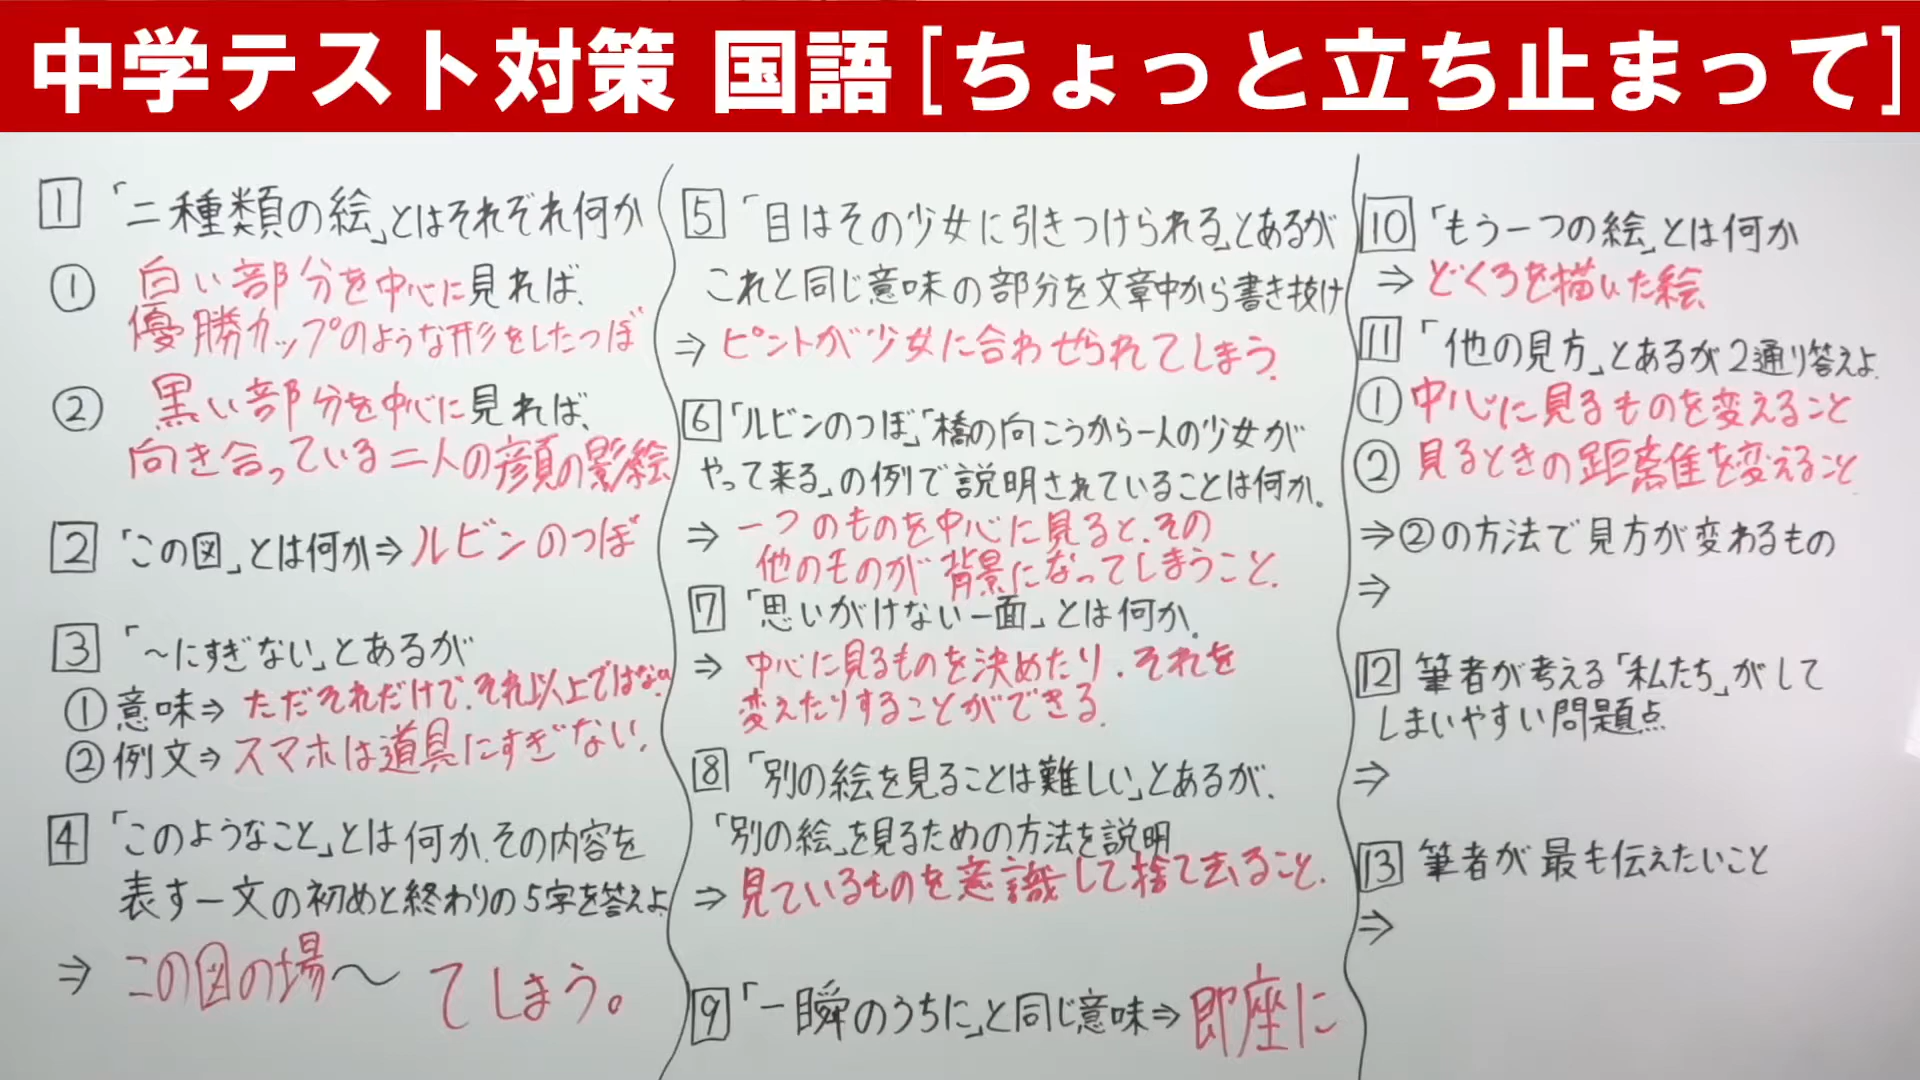 中学テスト対策 国語[ちょっと立ち止まって]
1 「二種類の絵」とはそれぞれ何か
① 白い部分を中心に見れば、
優勝カップのような形をしたつぼ
② 黒い部分を中心に見れば、
向き合っている二人の顔の影絵
2 「この図」とは何か⇒ルビンのつぼ
3 「～にすぎない」とあるが
①意味⇒ただそれだけで、それ以上ではない
②例文⇒スマホは道具にすぎない。
4 「このようなこと」とは何か、その内容を
表す一文の初めと終わりの5字を答えよ
⇒ この図の場～ てしまう。
5 「目はその少女に引きつけられる」とあるが
これと同じ意味の部分を文章中から書き抜け
⇒ ピントが少女に合わせられてしまう。
6 「ルビンのつぼ」「橋の向こうから一人の少女が
やって来る」の例で説明されていることは何か。
⇒ 一つのものを中心に見ると、その
他のものが背景になってしまうこと。
7 「思いがけない一面」とは何か。
⇒ 中心に見るものを決めたり、それを
変えたりすることができる。
8 「別の絵を見ることは難しい」とあるが、
「別の絵」を見るための方法を説明
⇒ 見ているものを意識して捨て去ること。
9 「一瞬のうちに」と同じ意味⇒ 即座に
10 「もう一つの絵」とは何か
⇒ どくろを描いた絵
11 「他の見方」とあるが2通り答えよ。
① 中心に見るものを変えること
② 見るときの距離を変えること
⇒②の方法で見方が変わるもの
⇒
12 筆者が考える「私たち」がして
しまいやすい問題点
⇒
13 筆者が最も伝えたいこと
⇒